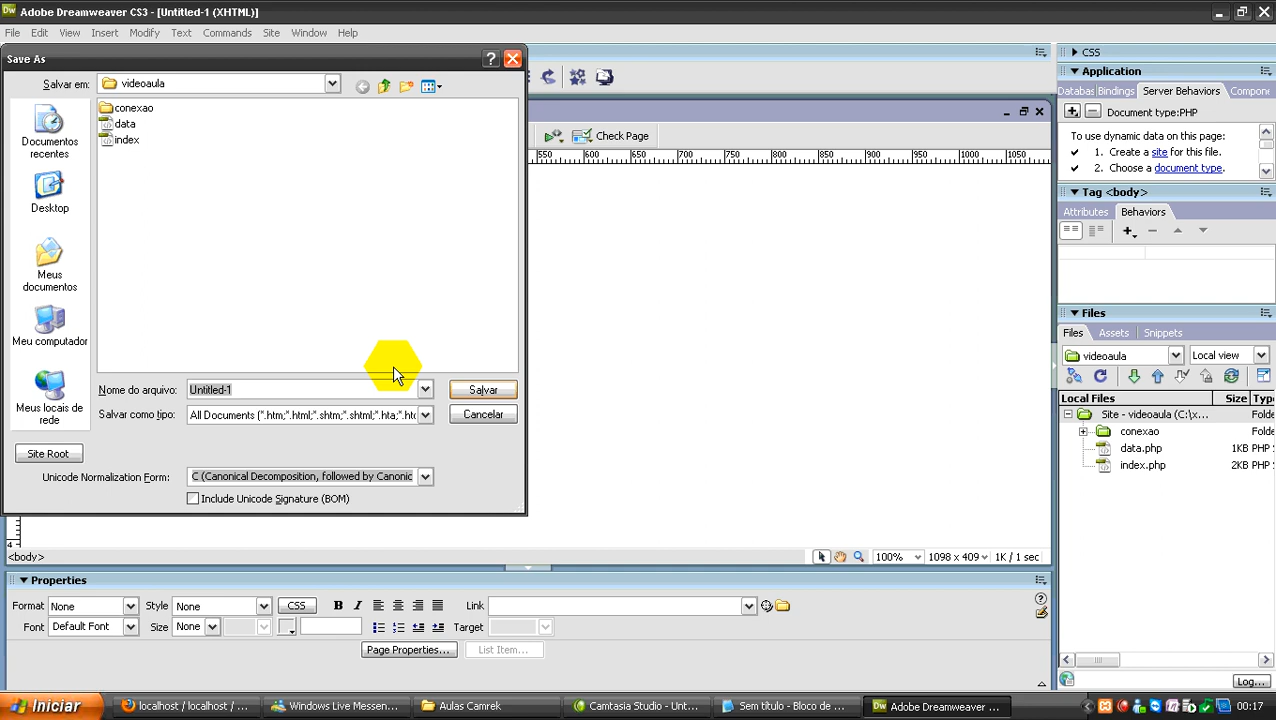 Adobe Dreamweaver CS3 - [Untitled-1 (XHTML)]
File Edit View Insert Modify Text Commands Site Window Help
Save As
Salvar em: videoaula
conexao
data
index
Documentos recentes
Desktop
Meus documentos
Meu computador
Meus locais de rede
Nome do arquivo: Untitled-1 Salvar
Salvar como tipo: All Documents (*.htm;*.html;*.shtm;*.shtml;*.hta;*.htc Cancelar
Site Root
Unicode Normalization Form: C (Canonical Decomposition, followed by Canonic
Include Unicode Signature (BOM)
Check Page
550 600 650 700 750 800 850 900 950 1000 1050
CSS
Application
Databas Bindings Server Behaviors Compone
Document type:PHP
To use dynamic data on this page:
1. Create a site for this file.
2. Choose a document type.
Tag <body>
Attributes Behaviors
Files
Files Assets Snippets
videoaula Local view
Local Files Size Type
Site - videoaula (C:\x... Folde
conexao Folde
data.php 1KB PHP S
index.php 2KB PHP S
Log...
<body> 100% 1098 x 409 1K / 1 sec
Properties
Format None Style None CSS B I Link
Font Default Font Size None Target
Page Properties... List Item...
Iniciar localhost / localhost / ... Windows Live Messen... Aulas Camrek Camtasia Studio - Unt... Sem título - Bloco de ... Adobe Dreamweaver ... 00:17